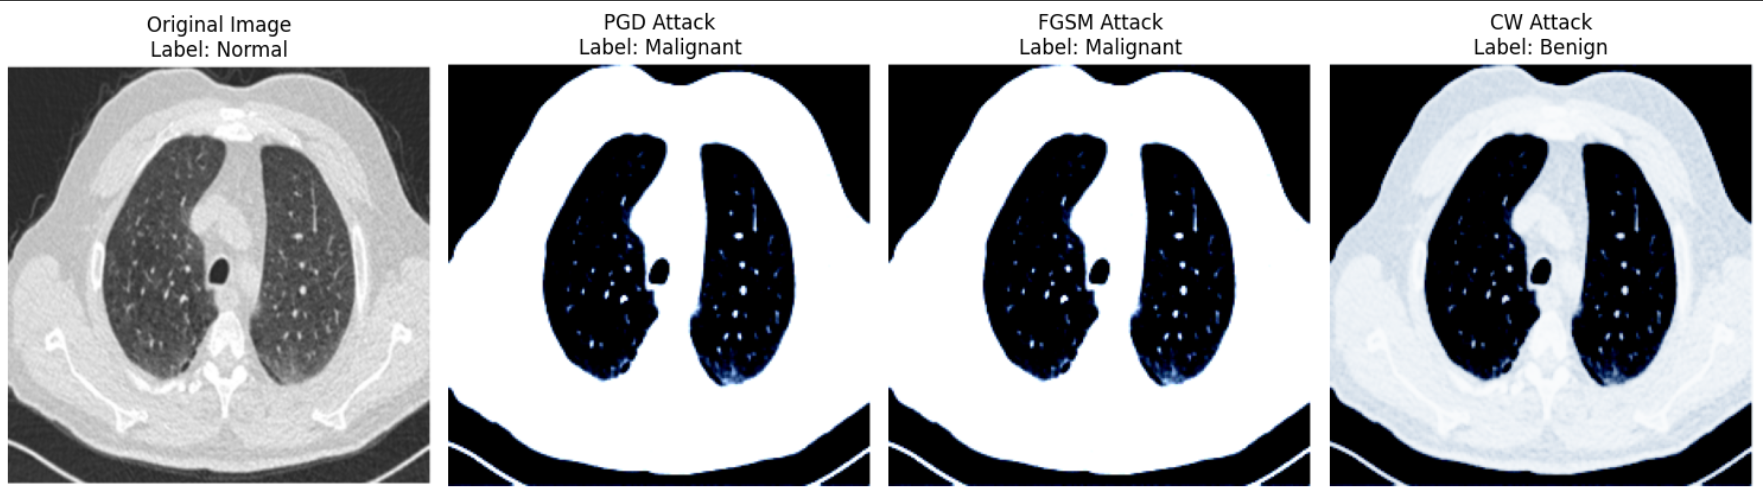 Original Image
Label: Normal
PGD Attack
Label: Malignant
FGSM Attack
Label: Malignant
CW Attack
Label: Benign